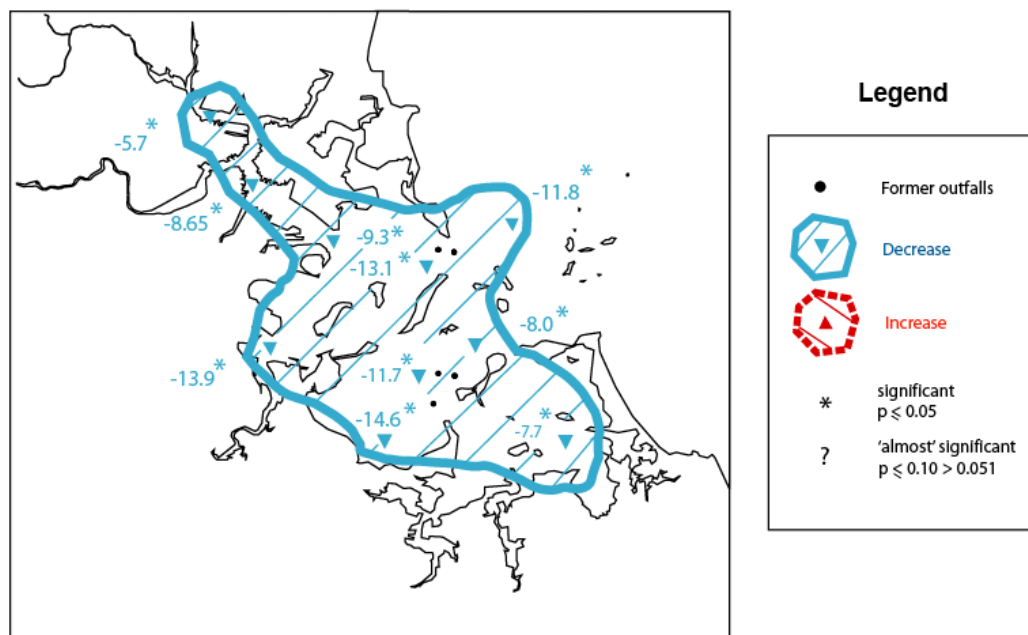 -5.7*
-8.65*
-11.8*
-9.3*
-13.1*
-8.0*
-13.9*
-11.7*
-14.6*
-7.7*
Legend
Former outfalls
Decrease
Increase
* significant
p ⩽ 0.05
? 'almost' significant
p ⩽ 0.10 > 0.051